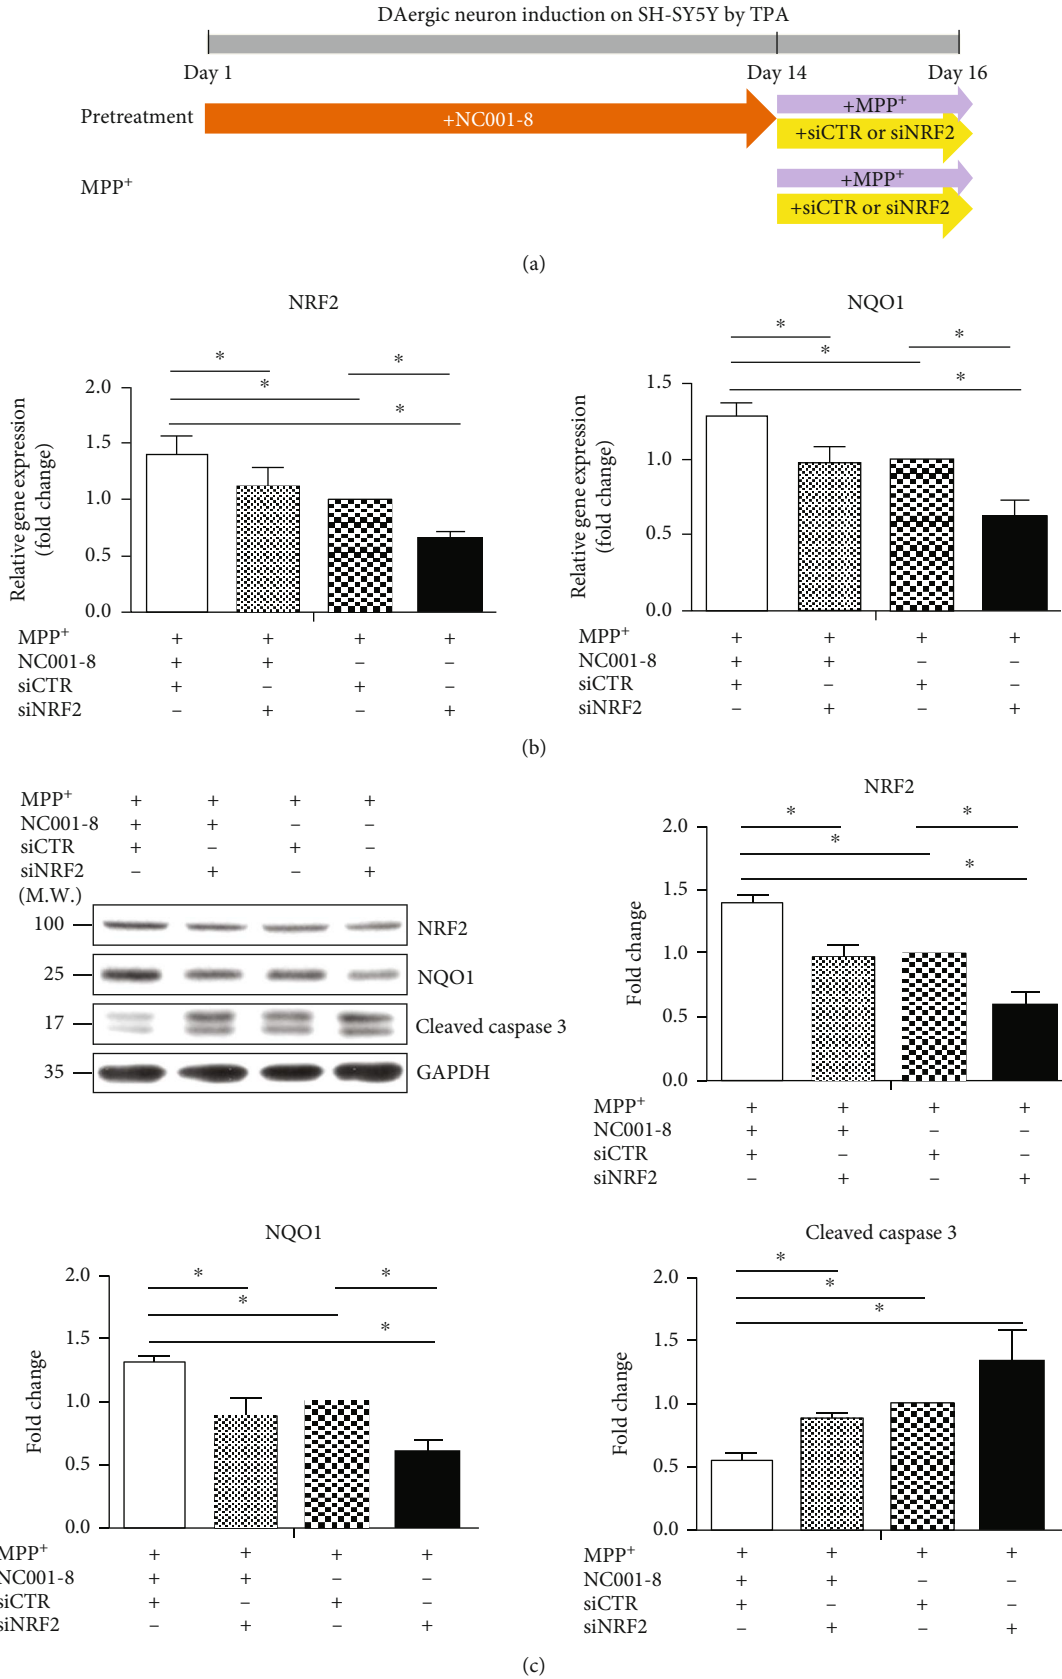 DAergic neuron induction on SH-SY5Y by TPA
Day 1 Day 14 Day 16
Pretreatment +NC001-8 +MPP⁺
+siCTR or siNRF2
MPP⁺ +MPP⁺
+siCTR or siNRF2
(a)
NRF2
Relative gene expression
(fold change)
2.0
1.5
1.0
0.5
0.0
* * * *
MPP⁺ + + + +
NC001-8 + + – –
siCTR + – + –
siNRF2 – + – +
NQO1
Relative gene expression
(fold change)
1.5
1.0
0.5
0.0
* * * *
MPP⁺ + + + +
NC001-8 + + – –
siCTR + – + –
siNRF2 – + – +
(b)
MPP⁺ + + + +
NC001-8 + + – –
siCTR + – + –
siNRF2 – + – +
(M.W.)
100 NRF2
25 NQO1
17 Cleaved caspase 3
35 GAPDH
NRF2
Fold change
2.0
1.5
1.0
0.5
0.0
* * * *
MPP⁺ + + + +
NC001-8 + + – –
siCTR + – + –
siNRF2 – + – +
NQO1
Fold change
2.0
1.5
1.0
0.5
0.0
* * * *
MPP⁺ + + + +
NC001-8 + + – –
siCTR + – + –
siNRF2 – + – +
Cleaved caspase 3
Fold change
2.0
1.5
1.0
0.5
0.0
* * *
MPP⁺ + + + +
NC001-8 + + – –
siCTR + – + –
siNRF2 – + – +
(c)